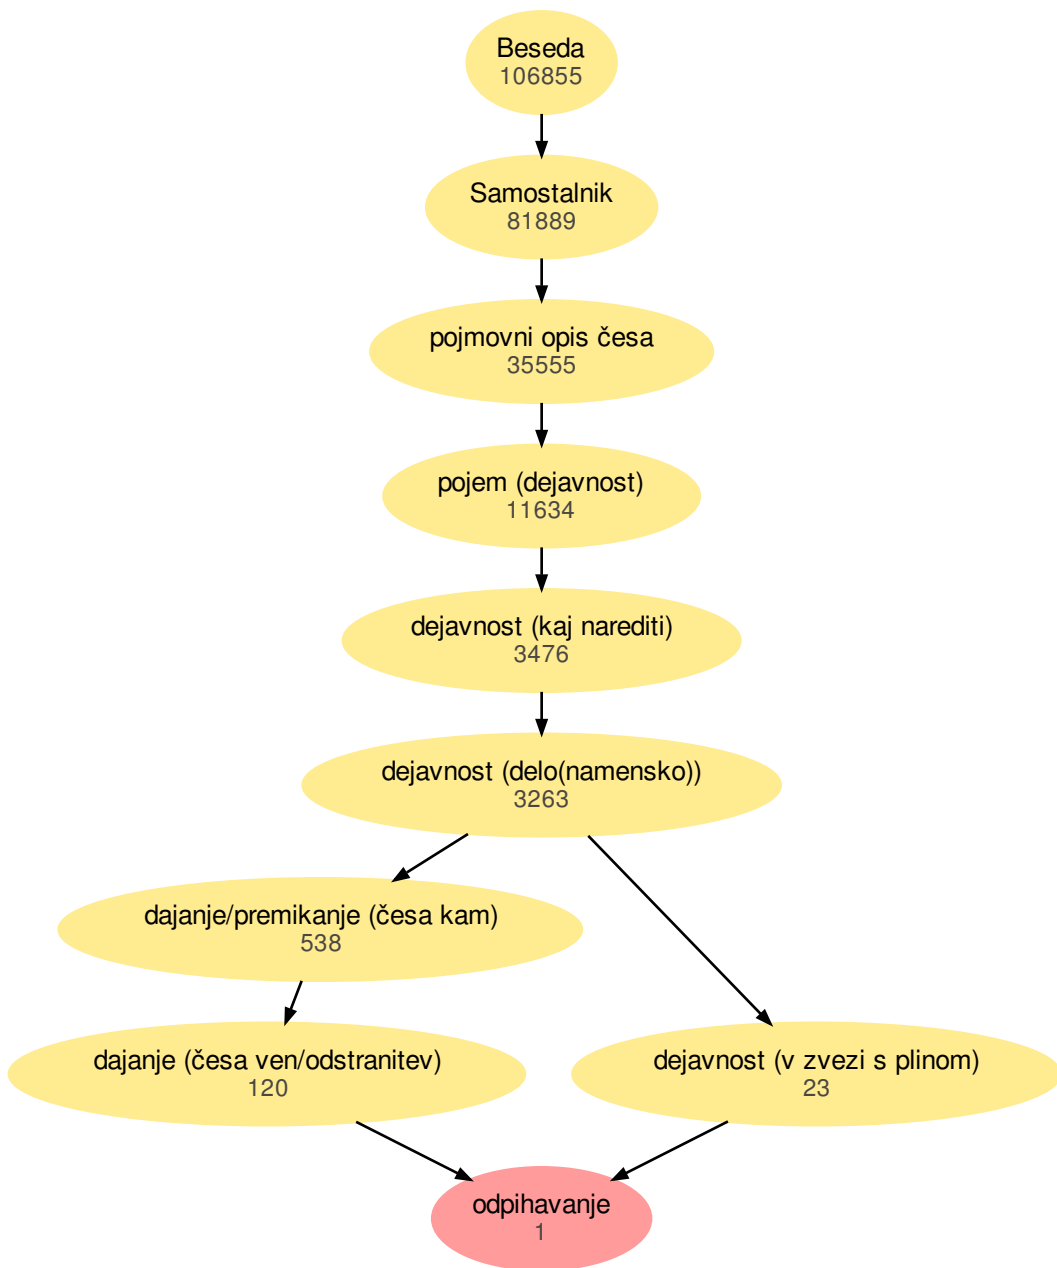 Beseda
106855
Samostalnik
81889
pojmovni opis česa
35555
pojem (dejavnost)
11634
dejavnost (kaj narediti)
3476
dejavnost (delo(namensko))
3263
dajanje/premikanje (česa kam)
538
dajanje (česa ven/odstranitev)
120
dejavnost (v zvezi s plinom)
23
odpihavanje
1